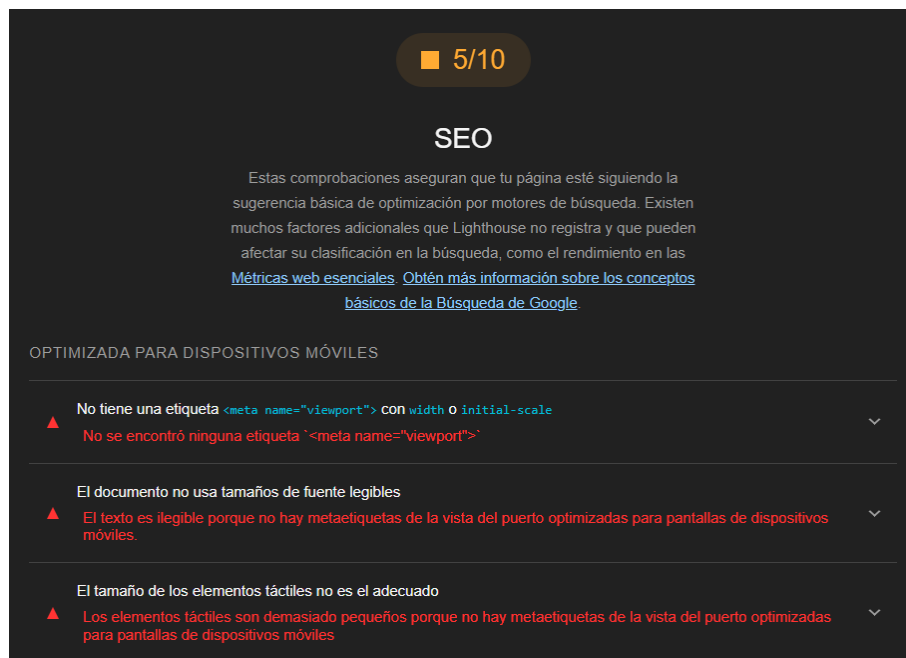 5/10
SEO
Estas comprobaciones aseguran que tu página esté siguiendo la
sugerencia básica de optimización por motores de búsqueda. Existen
muchos factores adicionales que Lighthouse no registra y que pueden
afectar su clasificación en la búsqueda, como el rendimiento en las
Métricas web esenciales. Obtén más información sobre los conceptos
básicos de la Búsqueda de Google.
OPTIMIZADA PARA DISPOSITIVOS MÓVILES
No tiene una etiqueta <meta name="viewport"> con width o initial-scale
No se encontró ninguna etiqueta `<meta name="viewport">`
El documento no usa tamaños de fuente legibles
El texto es ilegible porque no hay metaetiquetas de la vista del puerto optimizadas para pantallas de dispositivos
móviles.
El tamaño de los elementos táctiles no es el adecuado
Los elementos táctiles son demasiado pequeños porque no hay metaetiquetas de la vista del puerto optimizadas
para pantallas de dispositivos móviles